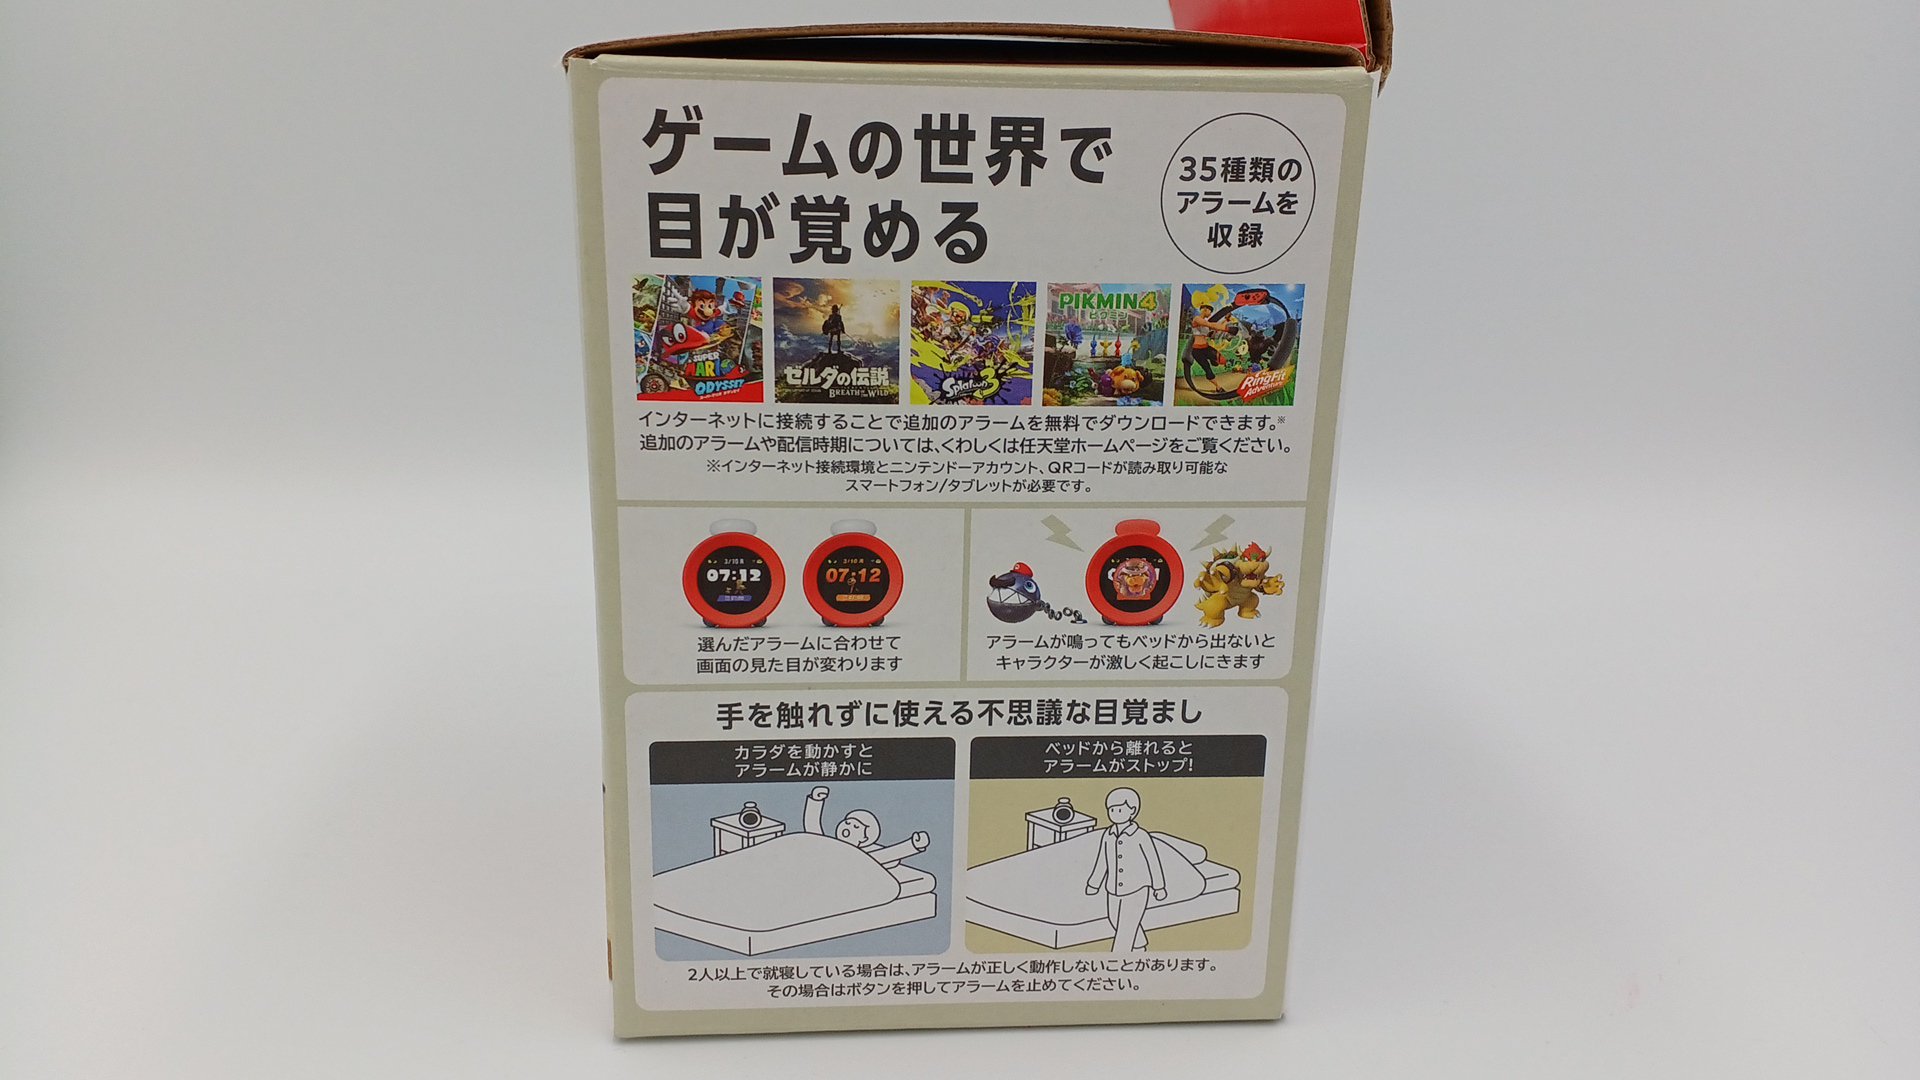 ゲームの世界で
目が覚める
35種類の
アラームを
収録
SUPER
MARIO
ODYSSEY
ゼルダの伝説
BREATH OF THE WILD
Splatoon 3
PIKMIN 4
ピクミン
RingFit
Adventure
インターネットに接続することで追加のアラームを無料でダウンロードできます。※
追加のアラームや配信時期については、くわしくは任天堂ホームページをご覧ください。
※インターネット接続環境とニンテンドーアカウント、QRコードが読み取り可能な
スマートフォン/タブレットが必要です。
3/10 月
07:12
3/10 月
07:12
選んだアラームに合わせて
画面の見た目が変わります
アラームが鳴ってもベッドから出ないと
キャラクターが激しく起こしにきます
手を触れずに使える不思議な目覚まし
カラダを動かすと
アラームが静かに
ベッドから離れると
アラームがストップ!
2人以上で就寝している場合は、アラームが正しく動作しないことがあります。
その場合はボタンを押してアラームを止めてください。